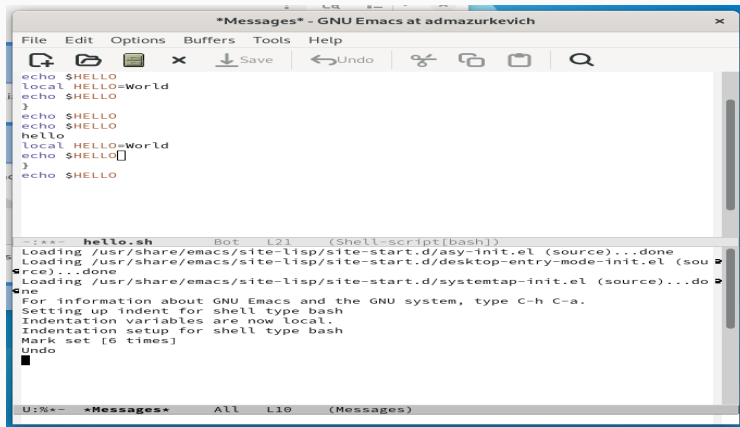 *Messages* - GNU Emacs at admazurkevich
File Edit Options Buffers Tools Help
Save Undo
echo $HELLO
local HELLO=World
echo $HELLO
}
echo $HELLO
echo $HELLO
hello
local HELLO=World
echo $HELLO
}
echo $HELLO
-:**- hello.sh Bot L21 (Shell-script[bash])
Loading /usr/share/emacs/site-lisp/site-start.d/asy-init.el (source)...done
Loading /usr/share/emacs/site-lisp/site-start.d/desktop-entry-mode-init.el (sou
rce)...done
Loading /usr/share/emacs/site-lisp/site-start.d/systemtap-init.el (source)...do
ne
For information about GNU Emacs and the GNU system, type C-h C-a.
Setting up indent for shell type bash
Indentation variables are now local.
Indentation setup for shell type bash
Mark set [6 times]
Undo
U:%*- *Messages* All L10 (Messages)